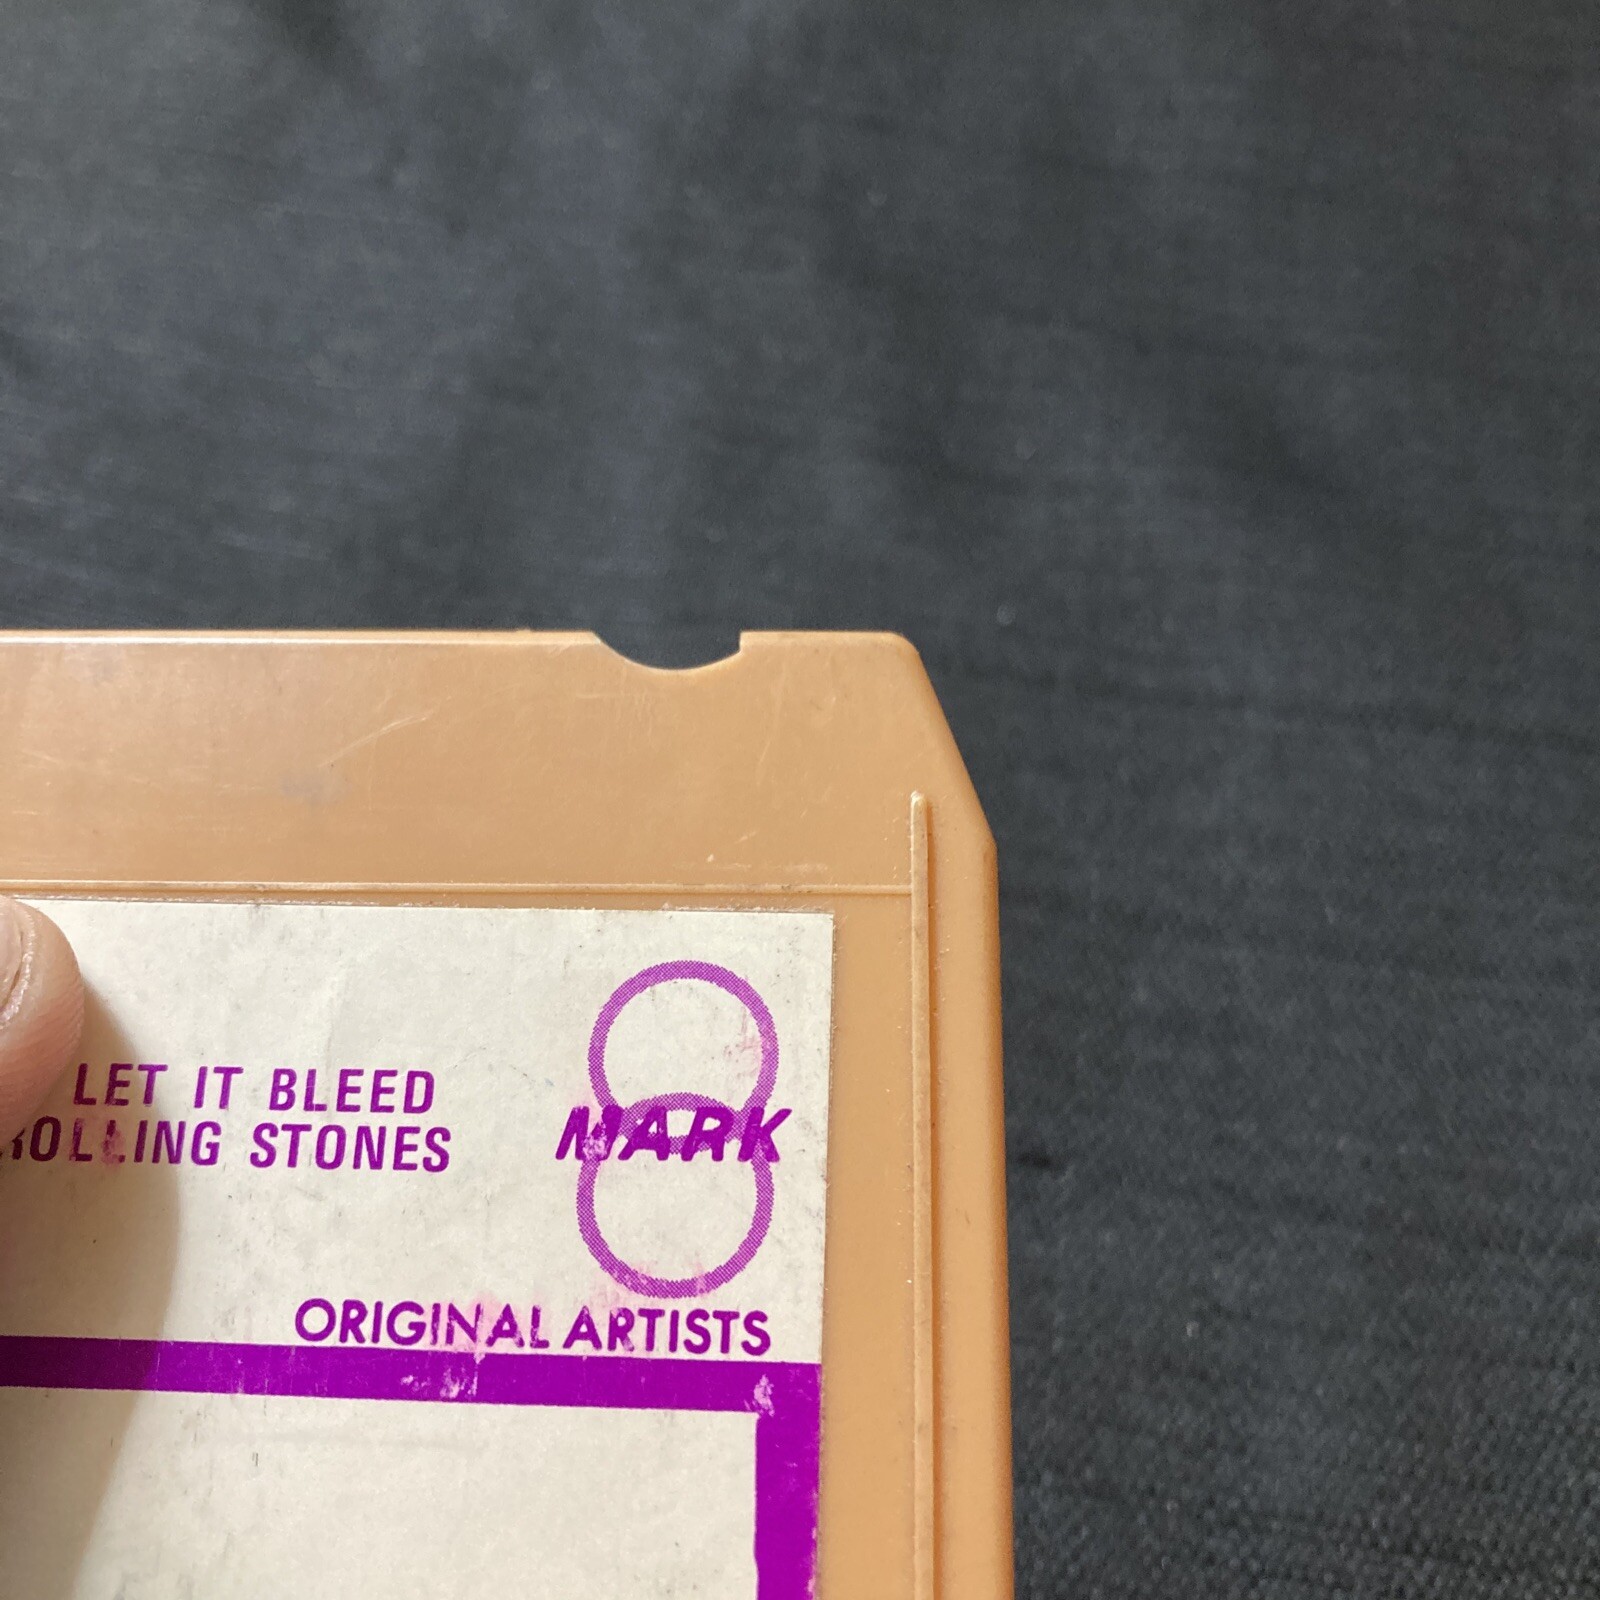 LET IT BLEED
ROLLING STONES
MARK
ORIGINAL ARTISTS